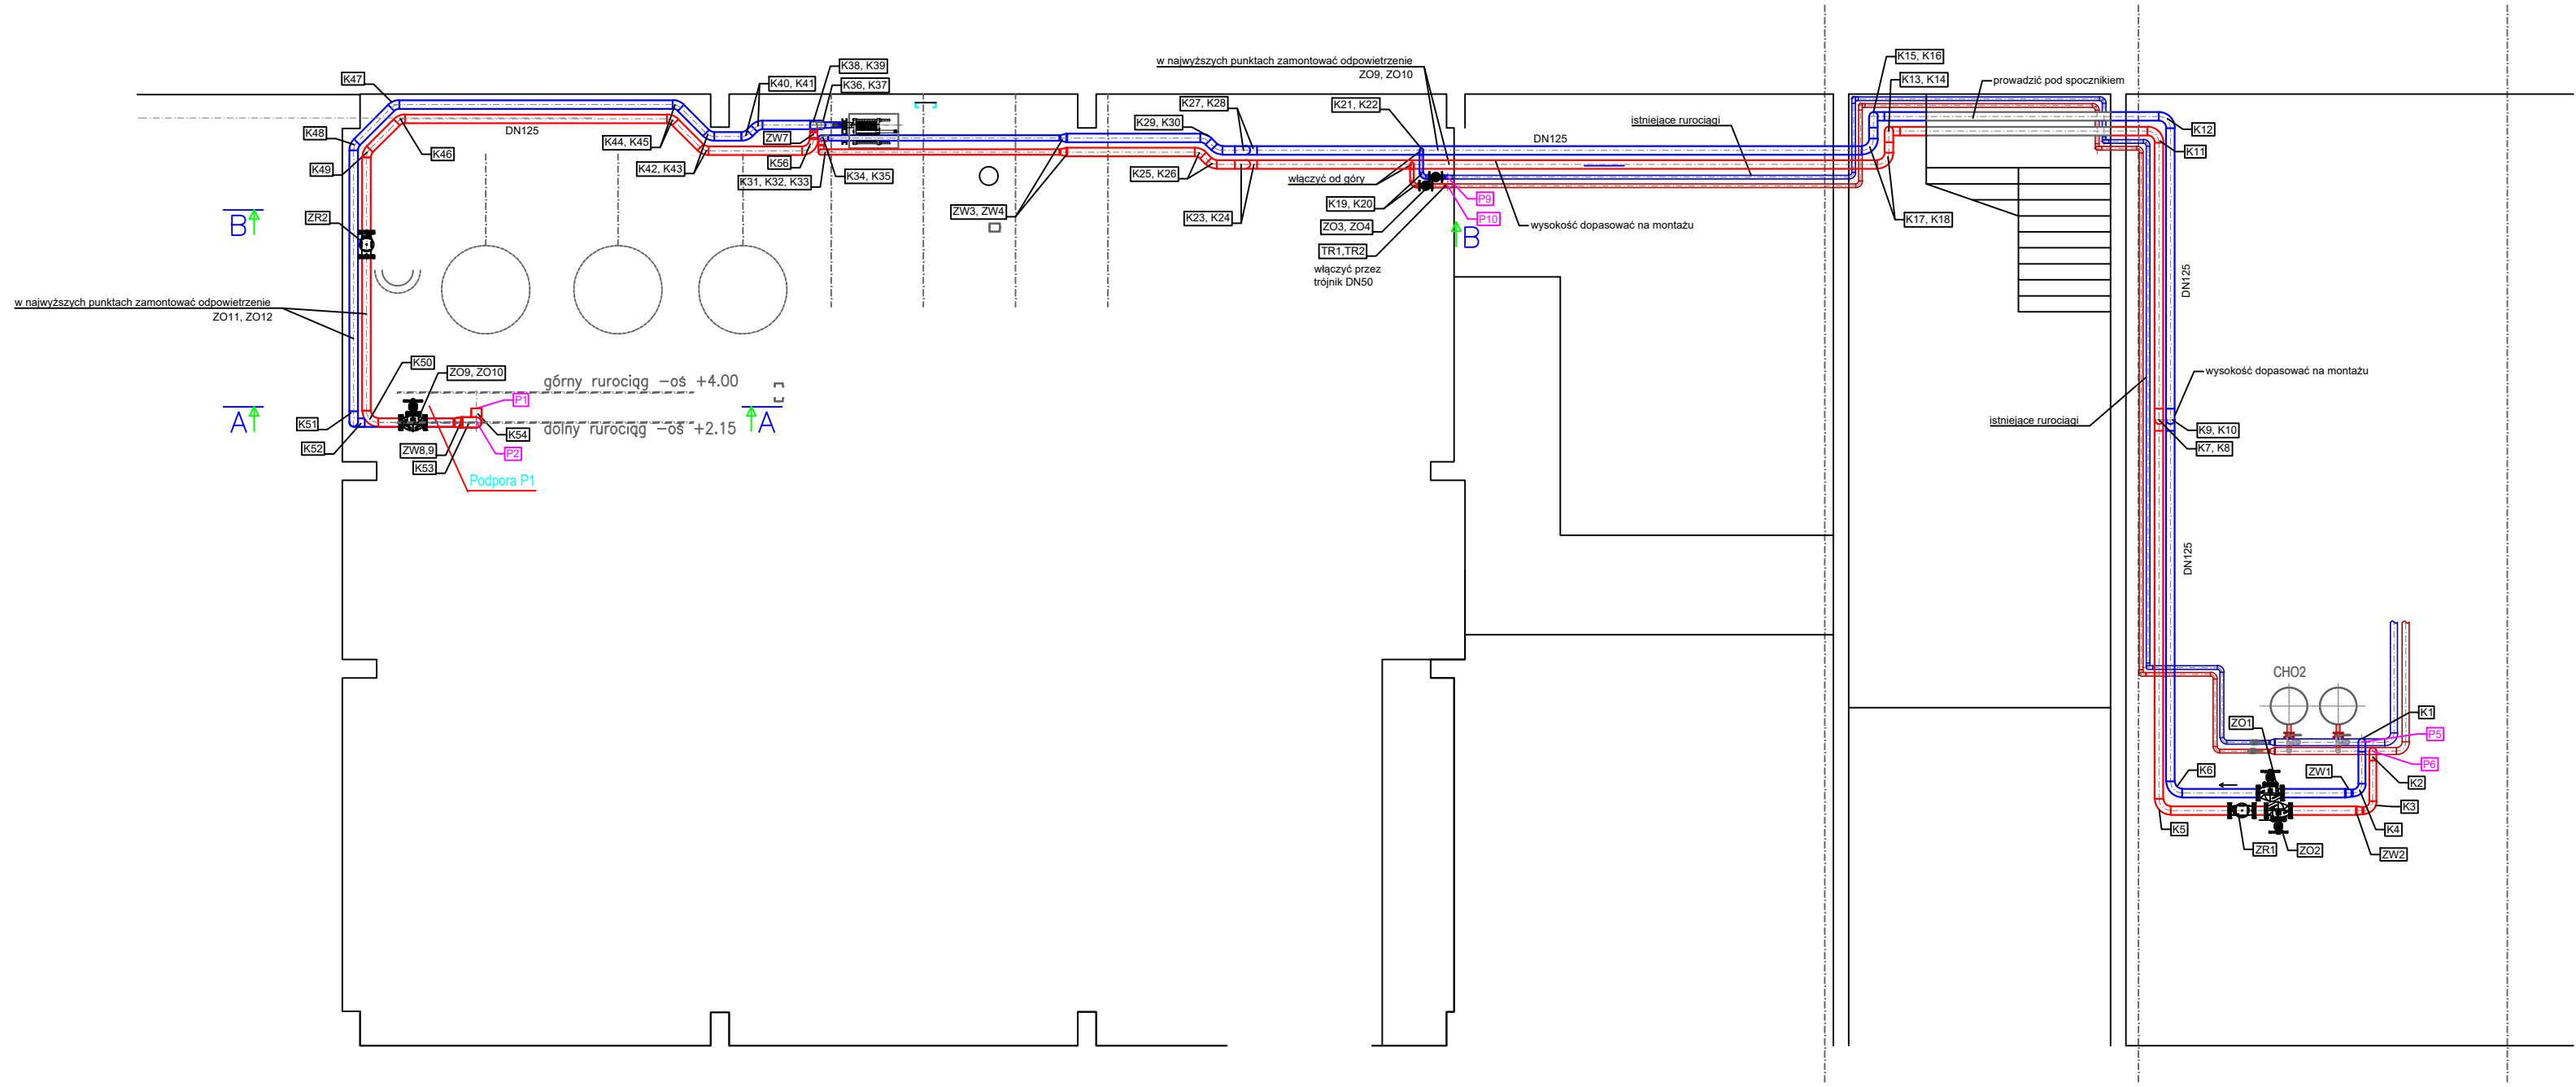 K15, K16
w najwyższych punktach zamontować odpowietrzenie
ZO9, ZO10
K38, K39
K47
K40, K41
K36, K37
K13, K14
prowadzić pod spocznikiem
K27, K28
K21, K22
K29, K30
istniejące rurociągi
DN125
K48
K44, K45
ZW7
DN125
K12
K46
K56
K11
K49
K42, K43
K31, K32, K33
K34, K35
K25, K26
włączyć od góry
P9
K19, K20
ZW3, ZW4
K23, K24
P10
K17, K18
ZR2
B
ZO3, ZO4
wysokość dopasować na montażu
B
TR1,TR2
włączyć przez
trójnik DN50
DN125
w najwyższych punktach zamontować odpowietrzenie
ZO11, ZO12
K50
ZO9, ZO10
górny rurociąg –oś +4.00
wysokość dopasować na montażu
P1
A
K51
A
K54
dolny rurociąg –oś +2.15
istniejące rurociągi
K9, K10
K52
ZW8,9
P2
K7, K8
K53
Podpora P1
DN125
CHO2
K1
ZO1
P5
K6
ZW1
P6
K2
K3
K5
K4
ZR1
ZO2
ZW2